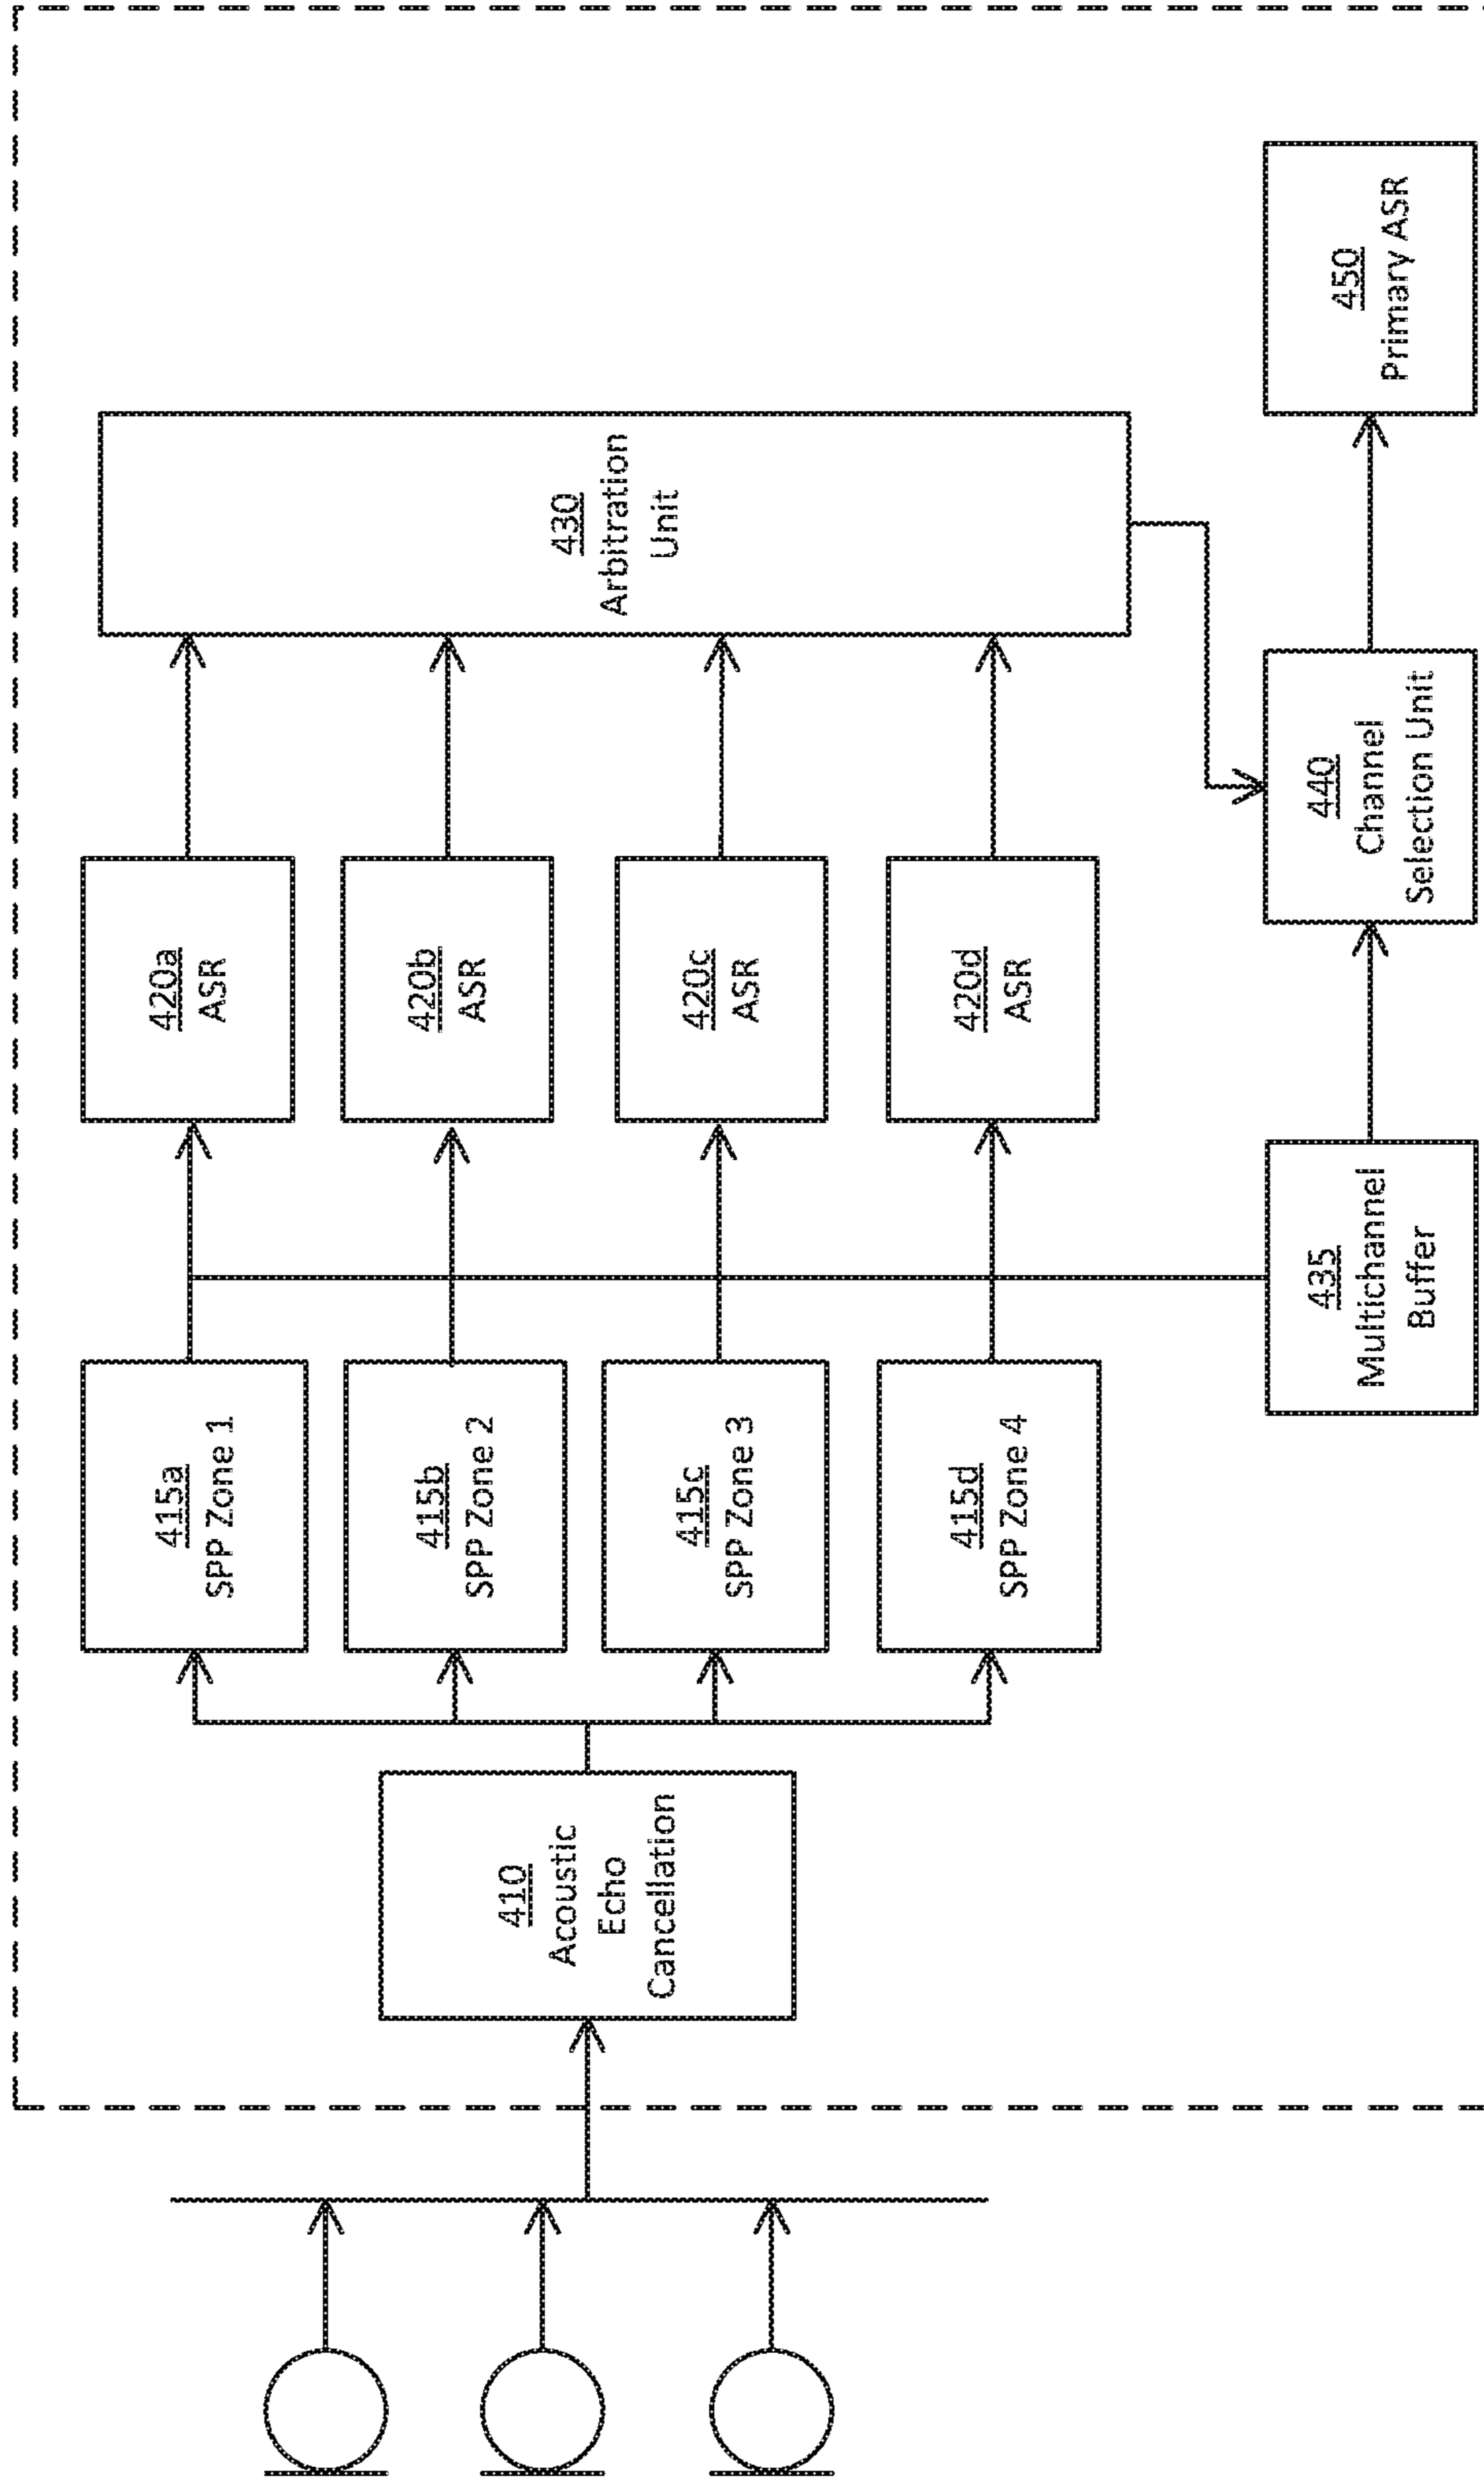 410
Acoustic
Echo
Cancellation
415a
SPP Zone 1
415b
SPP Zone 2
415c
SPP Zone 3
415d
SPP Zone 4
420a
ASR
420b
ASR
420c
ASR
420d
ASR
430
Arbitration
Unit
435
Multichannel
Buffer
440
Channel
Selection Unit
450
Primary ASR